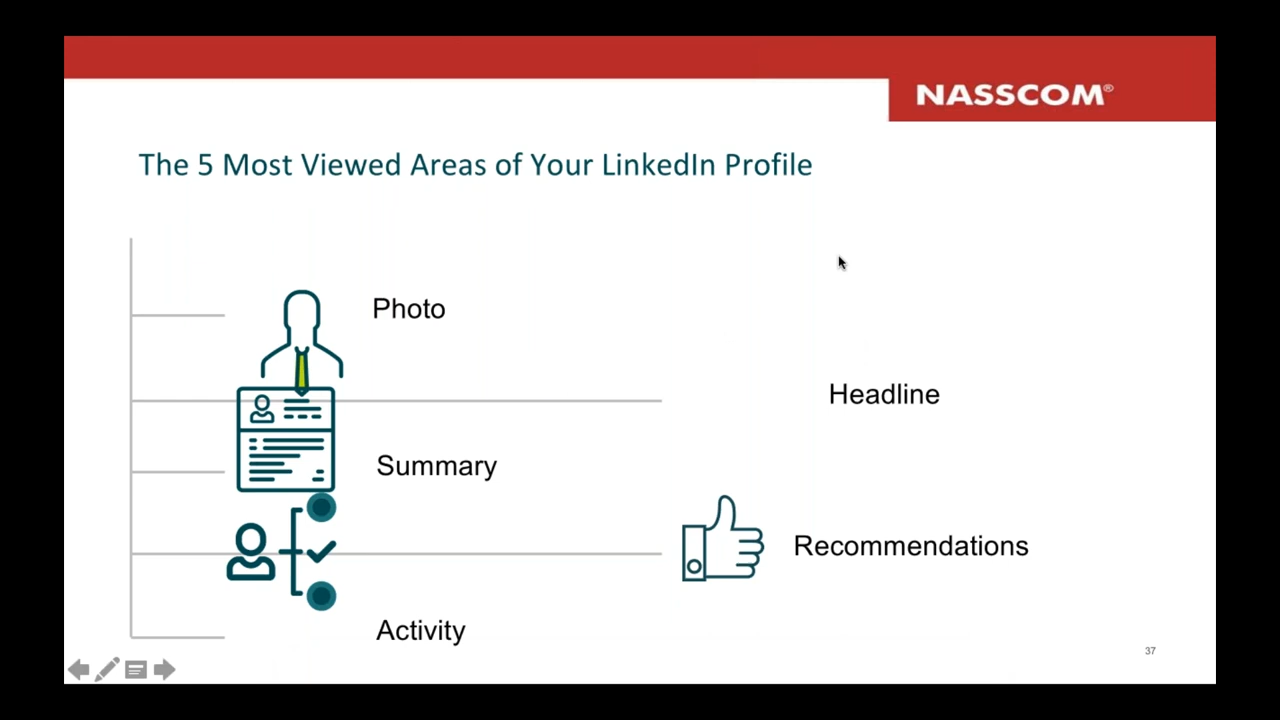 NASSCOM®
The 5 Most Viewed Areas of Your LinkedIn Profile
Photo
Headline
Summary
Recommendations
Activity
37